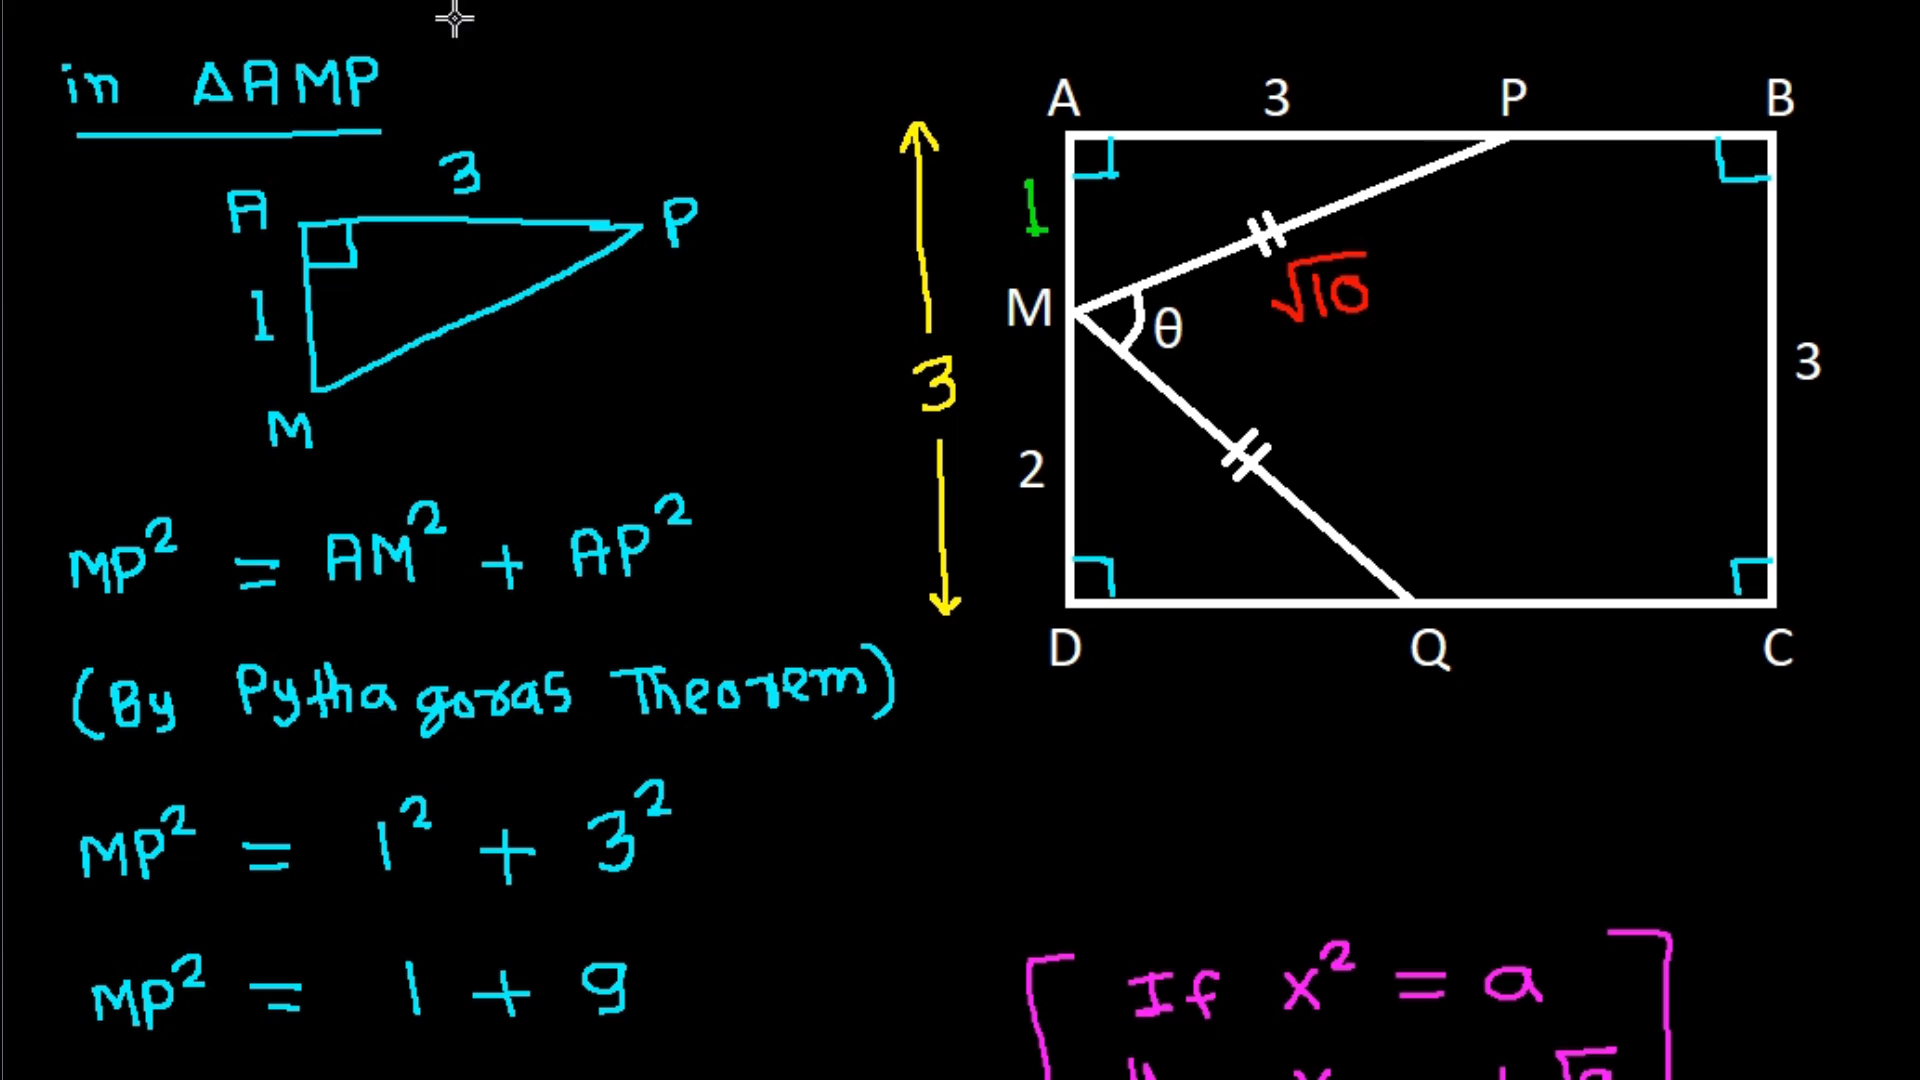 in ΔAMP
3
A P
1
M
MP² = AM² + AP²
(By Pythagoras Theorem)
MP² = 1² + 3²
MP² = 1 + 9
A 3 P B
1
M θ √10
3 3
2
D Q C
If x² = a